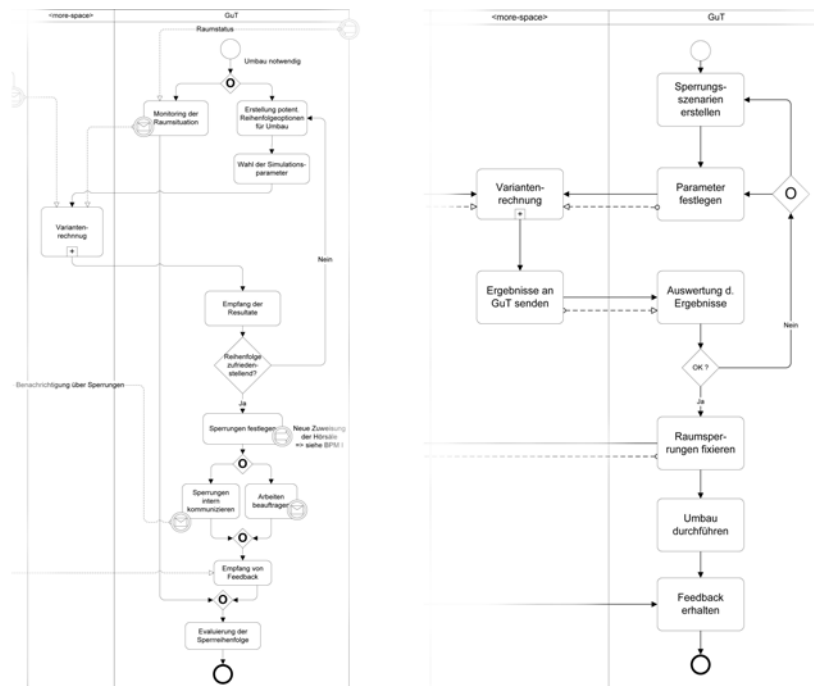 <more-space>
GuT
Raumstatus
Umbau notwendig
O
Monitoring der
Raumsituation
Erstellung potent.
Reihenfolgeoptionen
für Umbau
Wahl der Simulations-
parameter
Varianten-
rechnnug
+
Nein
Empfang der
Resultate
Reihenfolge
zufrieden-
stellend?
Benachrichtigung über Sperrungen
Ja
Sperrungen festlegen
Neue Zuweisung
der Hörsäle
=> siehe BPM I
O
Sperrungen
intern
kommunizieren
Arbeiten
beauftragen
O
Empfang von
Feedback
O
Evaluierung der
Sperrreihenfolge
<more-space>
GuT
Sperrungs-
szenarien
erstellen
Varianten-
rechnung
+
Parameter
festlegen
O
Ergebnisse an
GuT senden
Auswertung d.
Ergebnisse
Nein
OK ?
Ja
Raumsper-
rungen fixieren
Umbau
durchführen
Feedback
erhalten